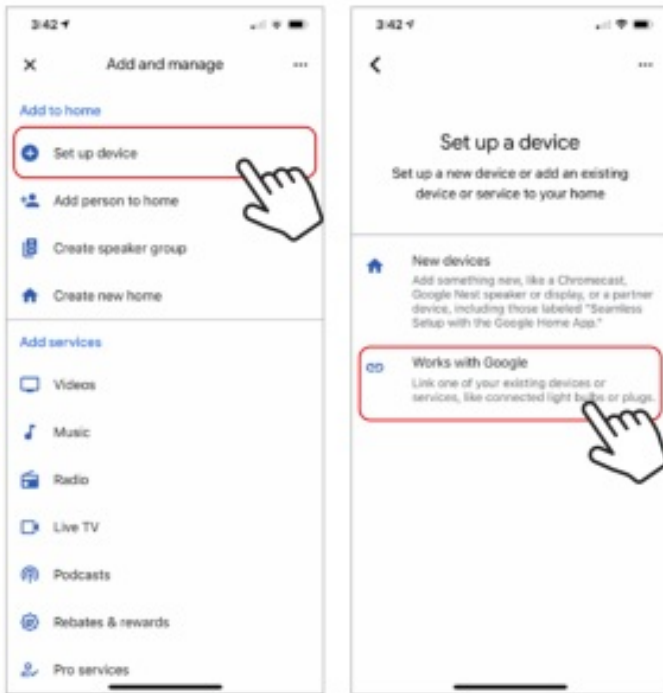 3:42
Add and manage
Add to home
Set up device
Add person to home
Create speaker group
Create new home
Add services
Videos
Music
Radio
Live TV
Podcasts
Rebates & rewards
Pro services
3:42
Set up a device
Set up a new device or add an existing
device or service to your home
New devices
Add something new, like a Chromecast,
Google Nest speaker or display, or a partner
device, including those labeled "Seamless
Setup with the Google Home App."
Works with Google
Link one of your existing devices or
services, like connected light bulbs or plugs.